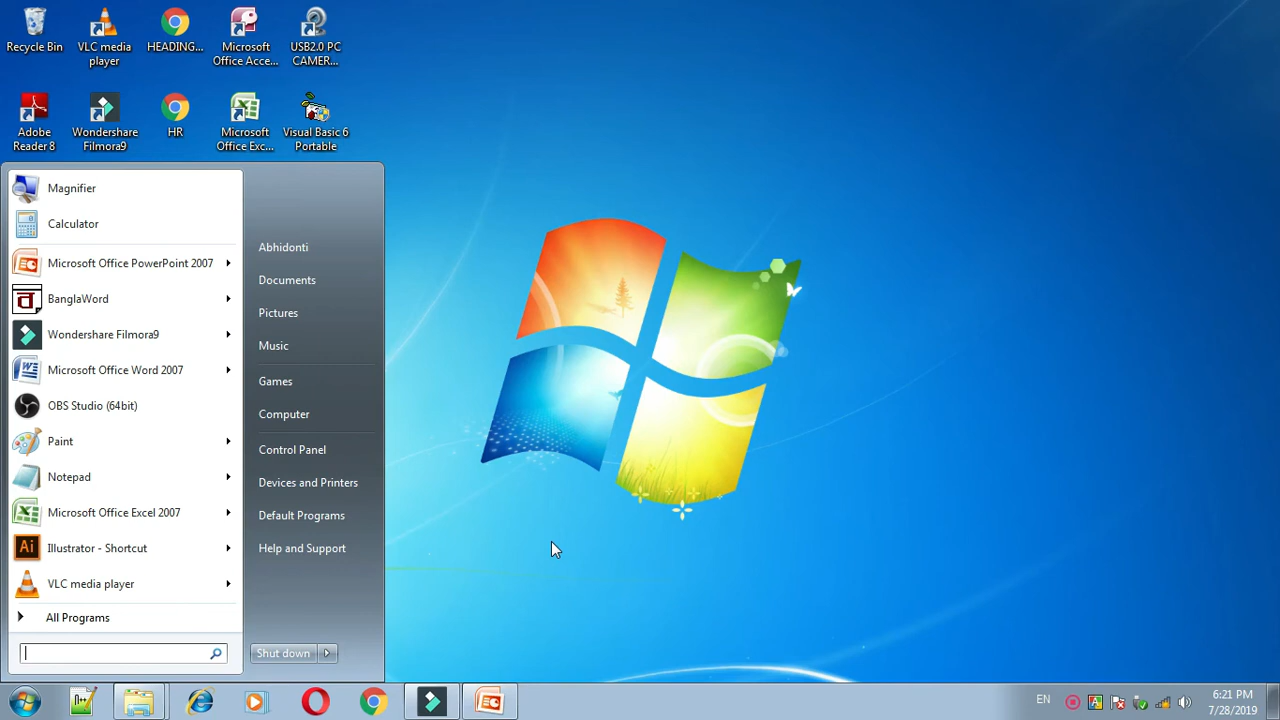 Recycle Bin
VLC media
player
HEADING...
Microsoft
Office Acce...
USB2.0 PC
CAMER...
Adobe
Reader 8
Wondershare
Filmora9
HR
Microsoft
Office Exc...
Visual Basic 6
Portable
Magnifier
Calculator
Microsoft Office PowerPoint 2007
BanglaWord
Wondershare Filmora9
Microsoft Office Word 2007
OBS Studio (64bit)
Paint
Notepad
Microsoft Office Excel 2007
Illustrator - Shortcut
VLC media player
All Programs
Abhidonti
Documents
Pictures
Music
Games
Computer
Control Panel
Devices and Printers
Default Programs
Help and Support
Shut down
EN
6:21 PM
7/28/2019